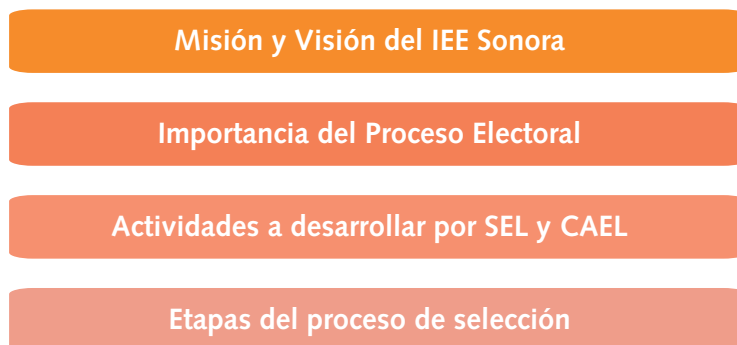 Misión y Visión del IEE Sonora
Importancia del Proceso Electoral
Actividades a desarrollar por SEL y CAEL
Etapas del proceso de selección